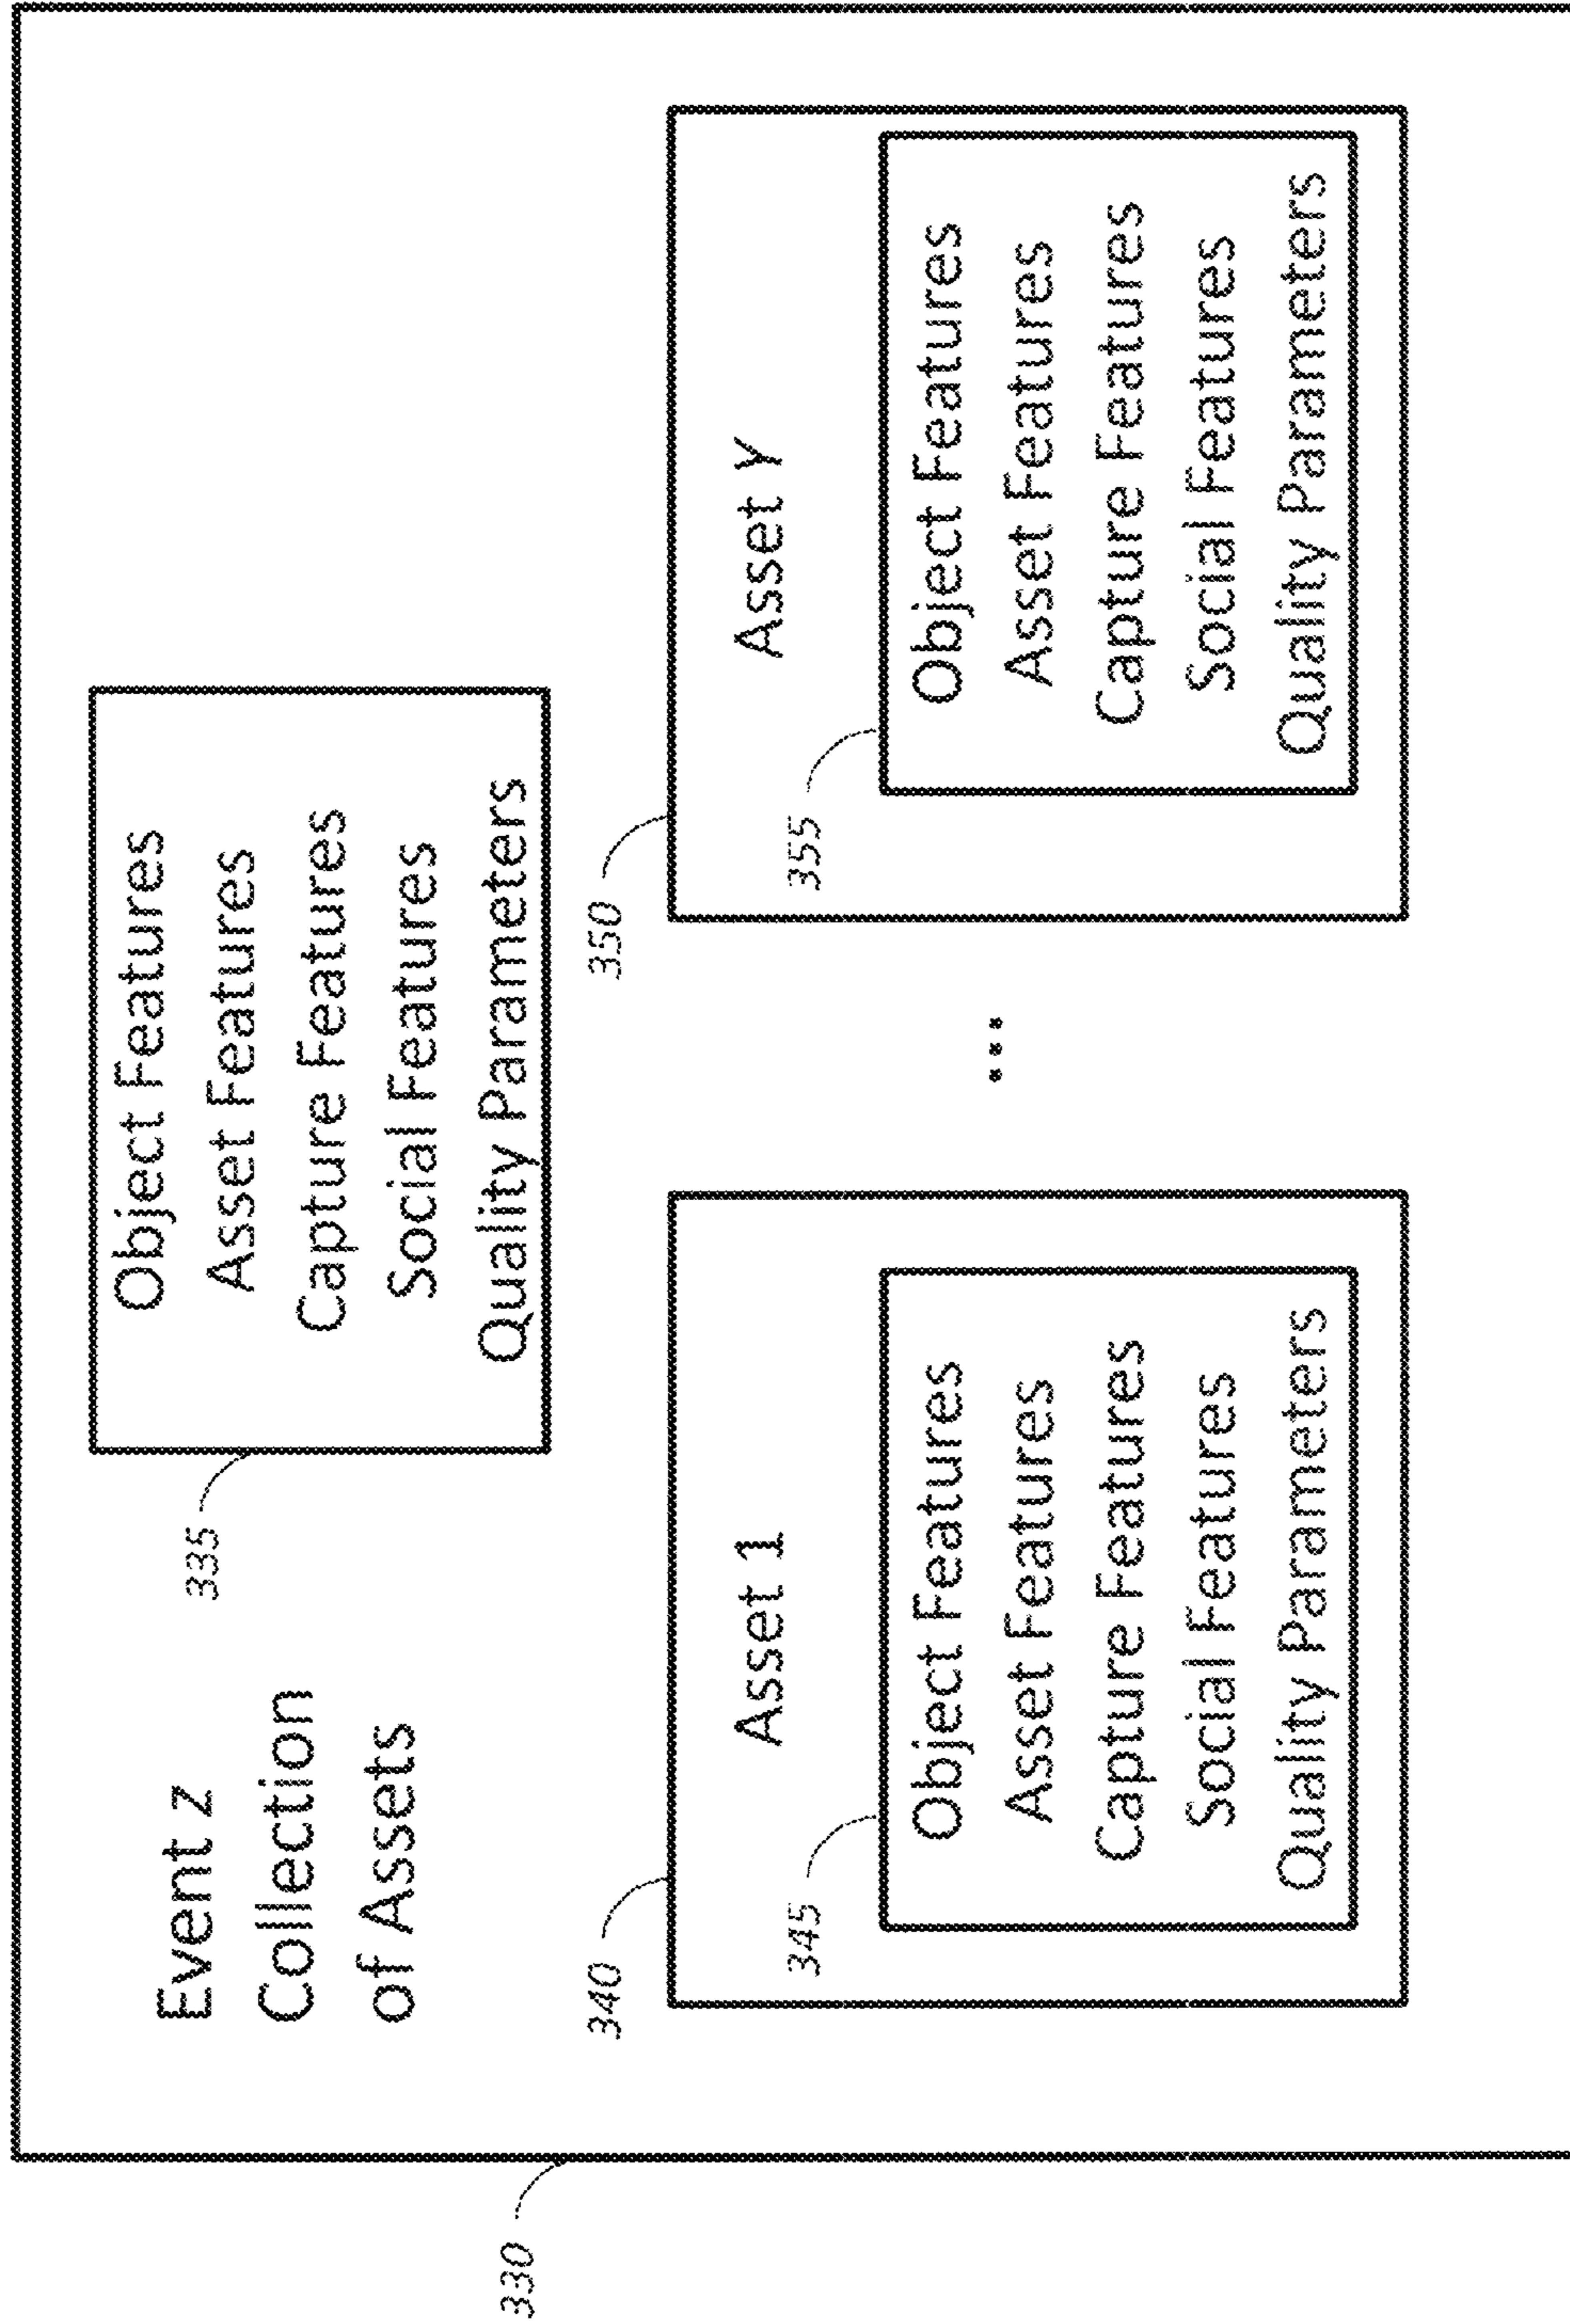 330
Event z
Collection
of Assets
335
Object Features
Asset Features
Capture Features
Social Features
Quality Parameters
340
Asset 1
345
Object Features
Asset Features
Capture Features
Social Features
Quality Parameters
...
350
Asset Y
355
Object Features
Asset Features
Capture Features
Social Features
Quality Parameters